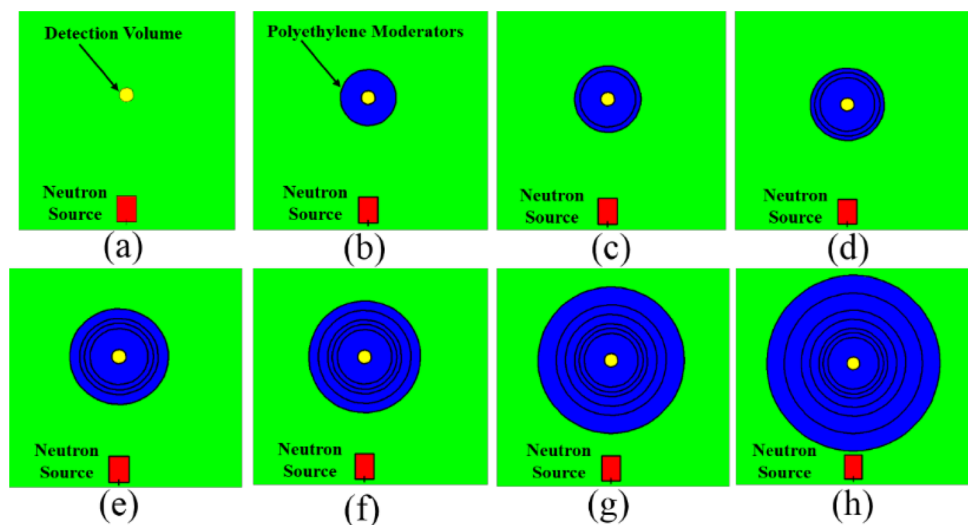 Detection Volume
Polyethylene Moderators
Neutron
Source
Neutron
Source
Neutron
Source
Neutron
Source
(a)
(b)
(c)
(d)
Neutron
Source
Neutron
Source
Neutron
Source
Neutron
Source
(e)
(f)
(g)
(h)